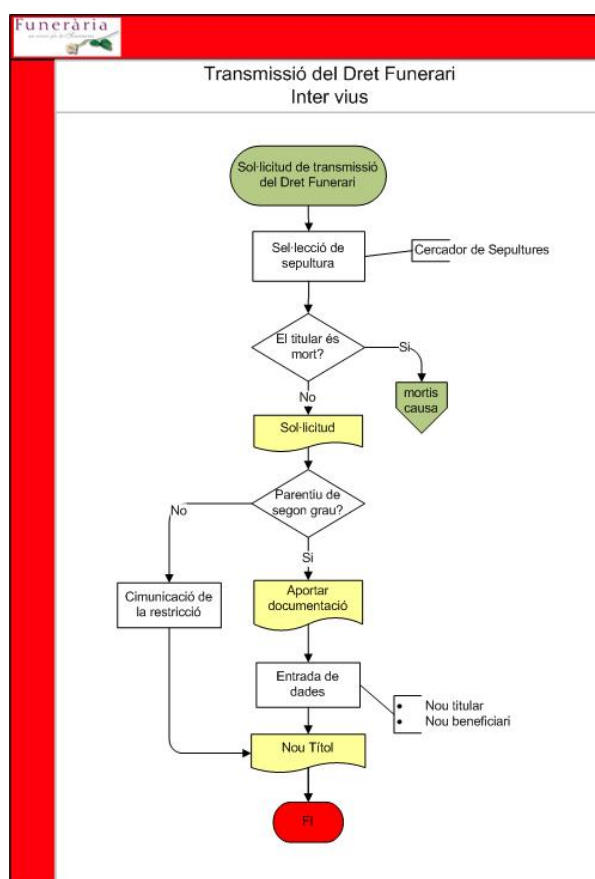 Funerària
Transmissió del Dret Funerari
Inter vius
Sol·licitud de transmissió
del Dret Funerari
Sel·lecció de
sepultura
Cercador de Sepultures
El titular és
mort?
Si
mortis
causa
No
Sol·licitud
Parentiu de
segon grau?
No
Si
Cimunicació de
la restricció
Aportar
documentació
Entrada de
dades
• Nou titular
• Nou beneficiari
Nou Títol
FI